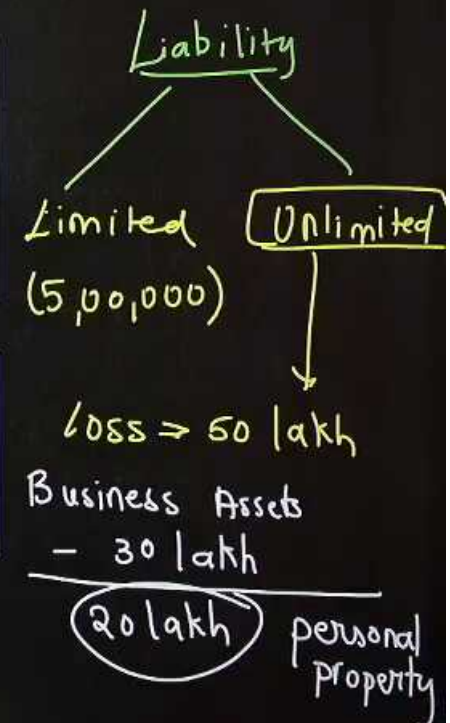 Liability
Limited Unlimited
(5,00,000)
loss ⇒ 50 lakh
Business Assets
- 30 lakh
20 lakh personal
property